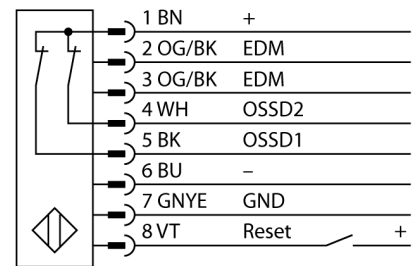 1 BN +
2 OG/BK EDM
3 OG/BK EDM
4 WH OSSD2
5 BK OSSD1
6 BU –
7 GNYE GND
8 VT Reset +